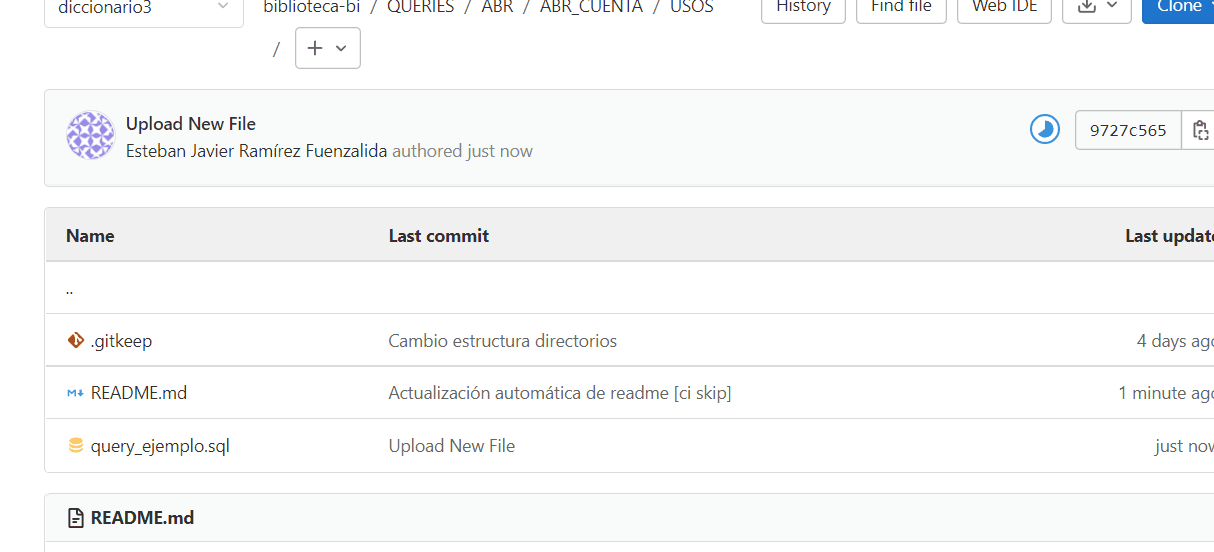 diccionario3
biblioteca-bi / QUERIES / ABR / ABR_CUENTA / USOS
History
Find file
Web IDE
Clone
/
Upload New File
Esteban Javier Ramírez Fuenzalida authored just now
9727c565
Name Last commit Last update
..
.gitkeep Cambio estructura directorios 4 days ago
README.md Actualización automática de readme [ci skip] 1 minute ago
query_ejemplo.sql Upload New File just now
README.md